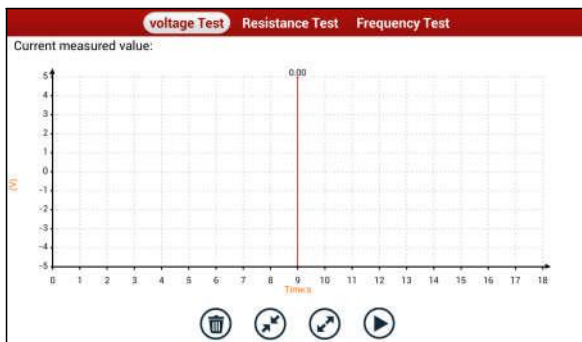 voltage Test Resistance Test Frequency Test
Current measured value:
0.00
5
4
3
2
1
0
-1
-2
-3
-4
-5
(V)
0 1 2 3 4 5 6 7 8 9 10 11 12 13 14 15 16 17 18
Time:s